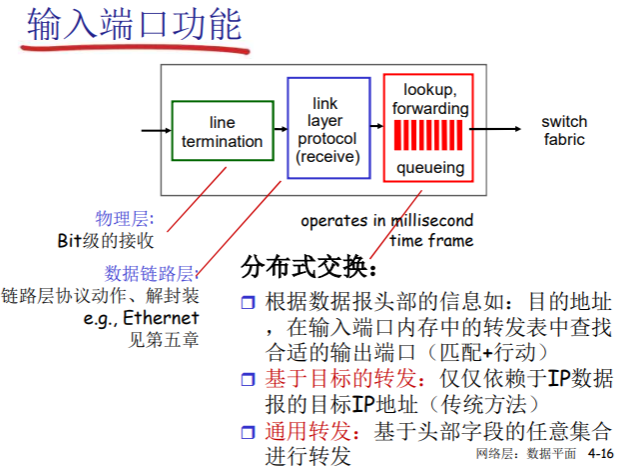 输入端口功能
line
termination
link
layer
protocol
(receive)
lookup,
forwarding
queueing
switch
fabric
物理层:
Bit级的接收
数据链路层:
链路层协议动作、解封装
e.g., Ethernet
见第五章
operates in millisecond
time frame
分布式交换：
根据数据报头部的信息如：目的地址
，在输入端口内存中的转发表中查找
合适的输出端口（匹配+行动）
基于目标的转发：仅仅依赖于IP数据
报的目标IP地址（传统方法）
通用转发：基于头部字段的任意集合
进行转发
网络层：数据平面 4-16